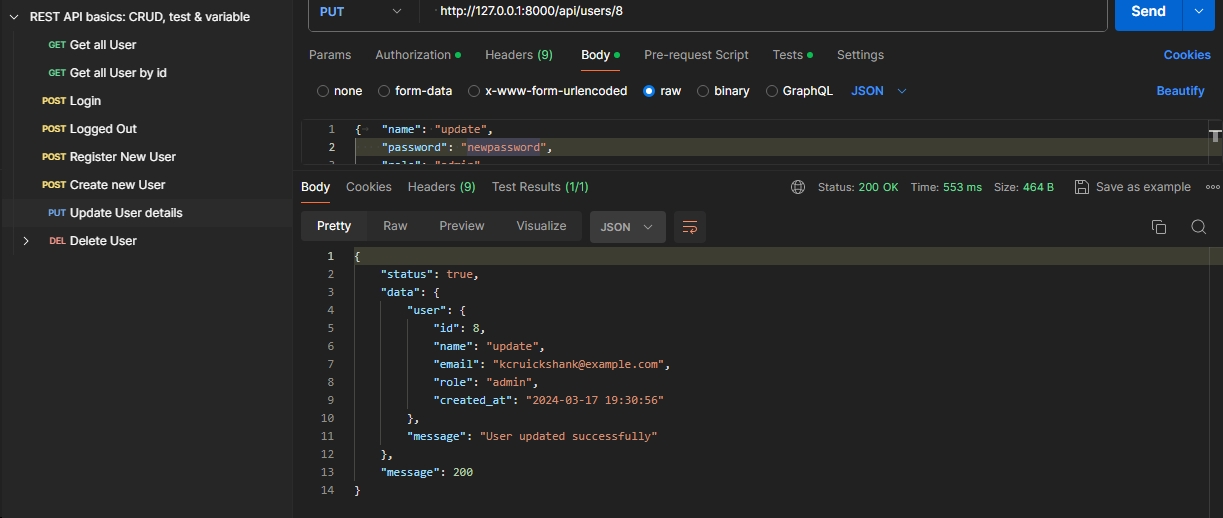 REST API basics: CRUD, test & variable
GET Get all User
GET Get all User by id
POST Login
POST Logged Out
POST Register New User
POST Create new User
PUT Update User details
DEL Delete User
PUT http://127.0.0.1:8000/api/users/8 Send
Params Authorization Headers (9) Body Pre-request Script Tests Settings Cookies
none form-data x-www-form-urlencoded raw binary GraphQL JSON Beautify
1 { "name": "update",
2 "password": "newpassword",
3 "role": "admin"
Body Cookies Headers (9) Test Results (1/1) Status: 200 OK Time: 553 ms Size: 464 B Save as example
Pretty Raw Preview Visualize JSON
1 {
2 "status": true,
3 "data": {
4 "user": {
5 "id": 8,
6 "name": "update",
7 "email": "kcruickshank@example.com",
8 "role": "admin",
9 "created_at": "2024-03-17 19:30:56"
10 },
11 "message": "User updated successfully"
12 },
13 "message": 200
14 }